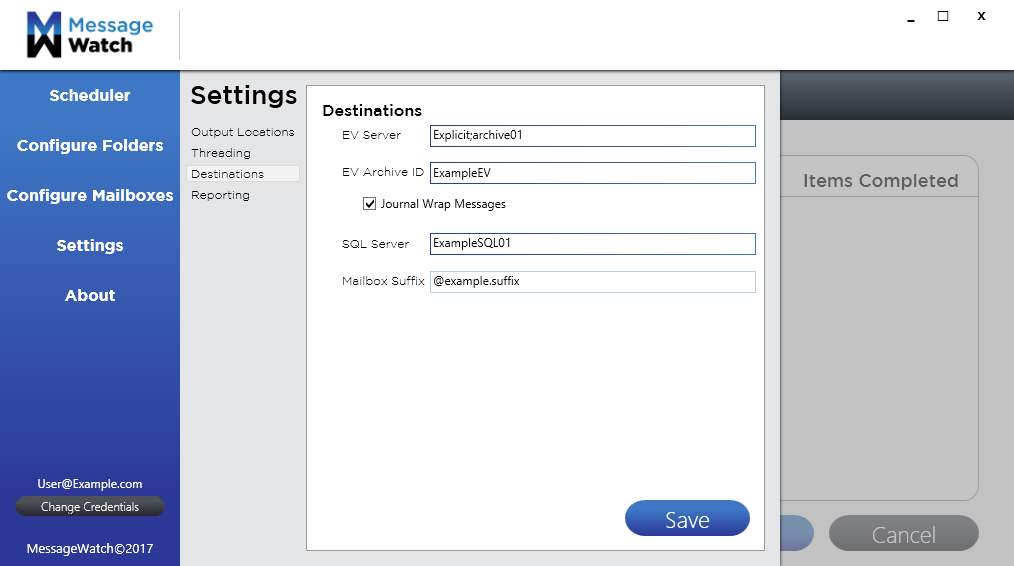 Message
Watch
_ □ X
Scheduler
Configure Folders
Configure Mailboxes
Settings
About
User@Example.com
Change Credentials
MessageWatch©2017
Settings
Output Locations
Threading
Destinations
Reporting
Destinations
EV Server Explicit;archive01
EV Archive ID ExampleEV
Journal Wrap Messages
SQL Server ExampleSQL01
Mailbox Suffix @example.suffix
Save
Items Completed
Cancel